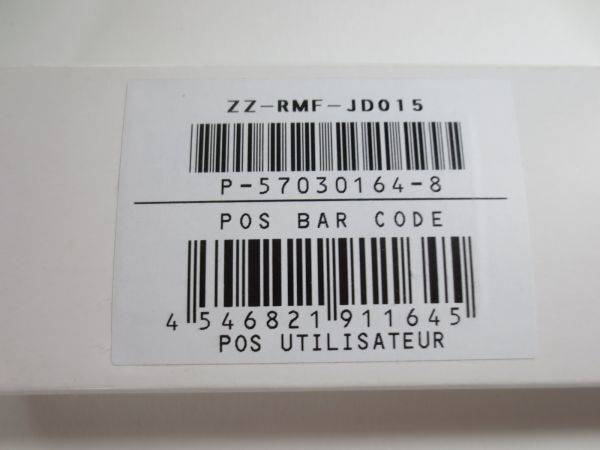 ZZ-RMF-JD015
P-57030164-8
POS BAR CODE
4 546821 911645
POS UTILISATEUR